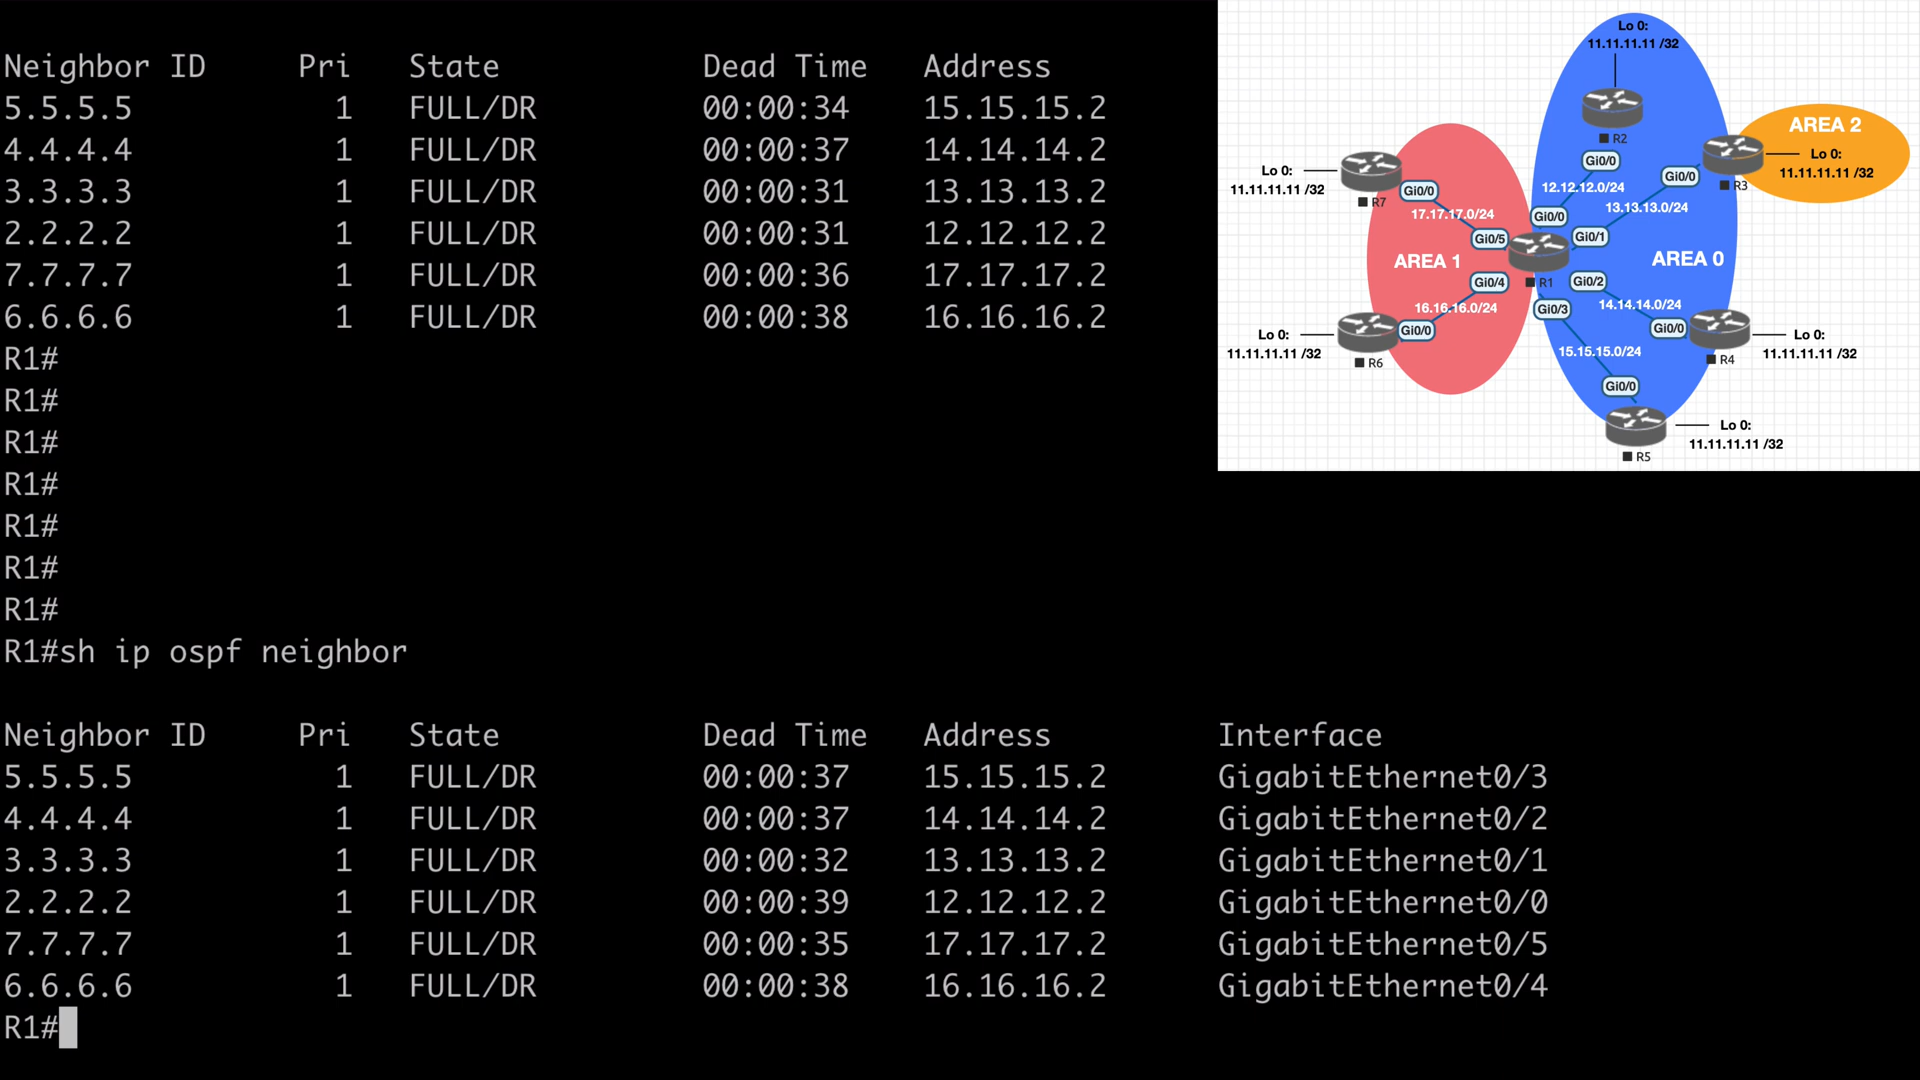 Neighbor ID     Pri   State           Dead Time   Address
5.5.5.5           1   FULL/DR         00:00:34    15.15.15.2
4.4.4.4           1   FULL/DR         00:00:37    14.14.14.2
3.3.3.3           1   FULL/DR         00:00:31    13.13.13.2
2.2.2.2           1   FULL/DR         00:00:31    12.12.12.2
7.7.7.7           1   FULL/DR         00:00:36    17.17.17.2
6.6.6.6           1   FULL/DR         00:00:38    16.16.16.2
R1#
R1#
R1#
R1#
R1#
R1#
R1#
R1#sh ip ospf neighbor
Neighbor ID     Pri   State           Dead Time   Address         Interface
5.5.5.5           1   FULL/DR         00:00:37    15.15.15.2      GigabitEthernet0/3
4.4.4.4           1   FULL/DR         00:00:37    14.14.14.2      GigabitEthernet0/2
3.3.3.3           1   FULL/DR         00:00:32    13.13.13.2      GigabitEthernet0/1
2.2.2.2           1   FULL/DR         00:00:39    12.12.12.2      GigabitEthernet0/0
7.7.7.7           1   FULL/DR         00:00:35    17.17.17.2      GigabitEthernet0/5
6.6.6.6           1   FULL/DR         00:00:38    16.16.16.2      GigabitEthernet0/4
R1#
Lo 0:
11.11.11.11 /32
R2
Gi0/0
12.12.12.0/24
Gi0/0
AREA 2
Lo 0:
11.11.11.11 /32
R3
Gi0/0
13.13.13.0/24
Gi0/1
Lo 0:
11.11.11.11 /32
R7
Gi0/0
17.17.17.0/24
Gi0/5
AREA 1
AREA 0
R1
Gi0/4
16.16.16.0/24
Gi0/0
Lo 0:
11.11.11.11 /32
R6
Gi0/2
14.14.14.0/24
Gi0/0
R4
Lo 0:
11.11.11.11 /32
Gi0/3
15.15.15.0/24
Gi0/0
R5
Lo 0:
11.11.11.11 /32